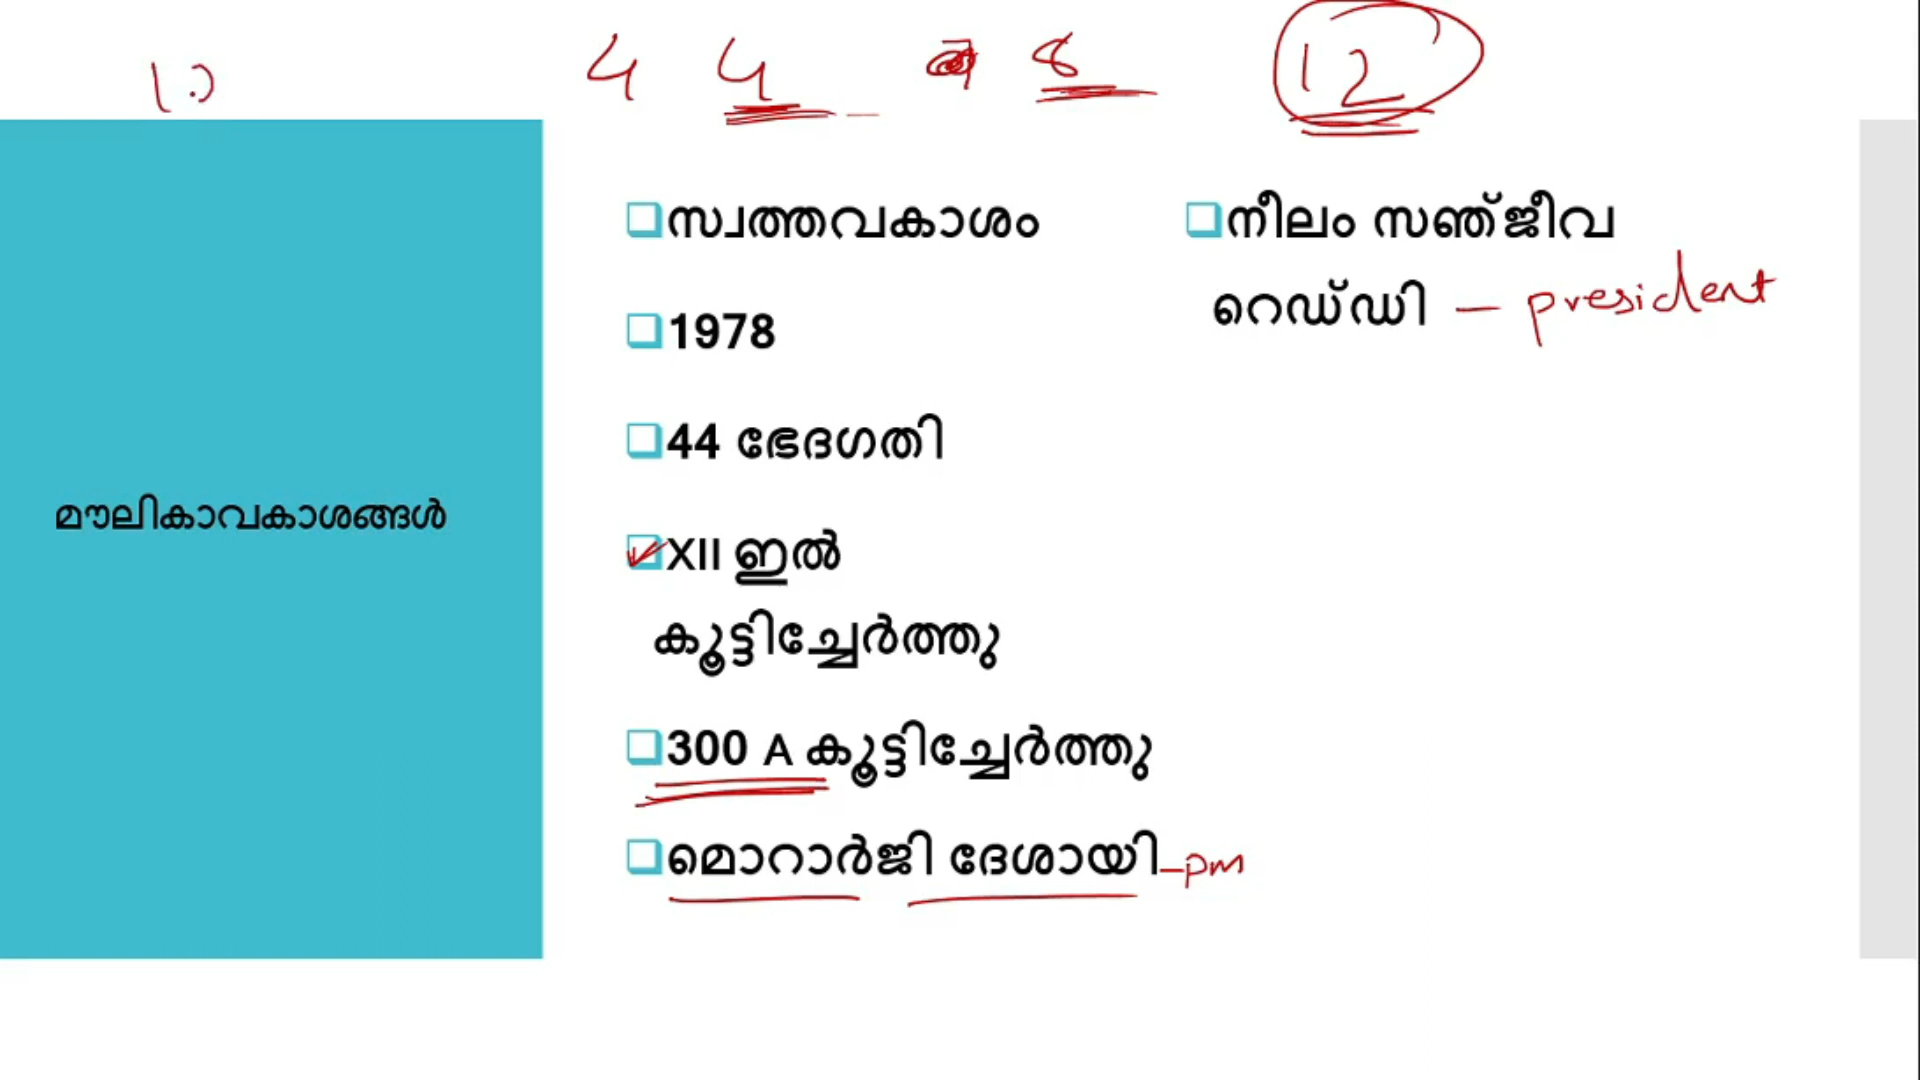 10
4 4 8 12
മൗലികാവകാശങ്ങൾ
സ്വത്തവകാശം
1978
44 ഭേദഗതി
XII ഇൽ
കൂട്ടിച്ചേർത്തു
300 A കൂട്ടിച്ചേർത്തു
മൊറാർജി ദേശായി - pm
നീലം സഞ്ജീവ
റെഡ്ഡി - president